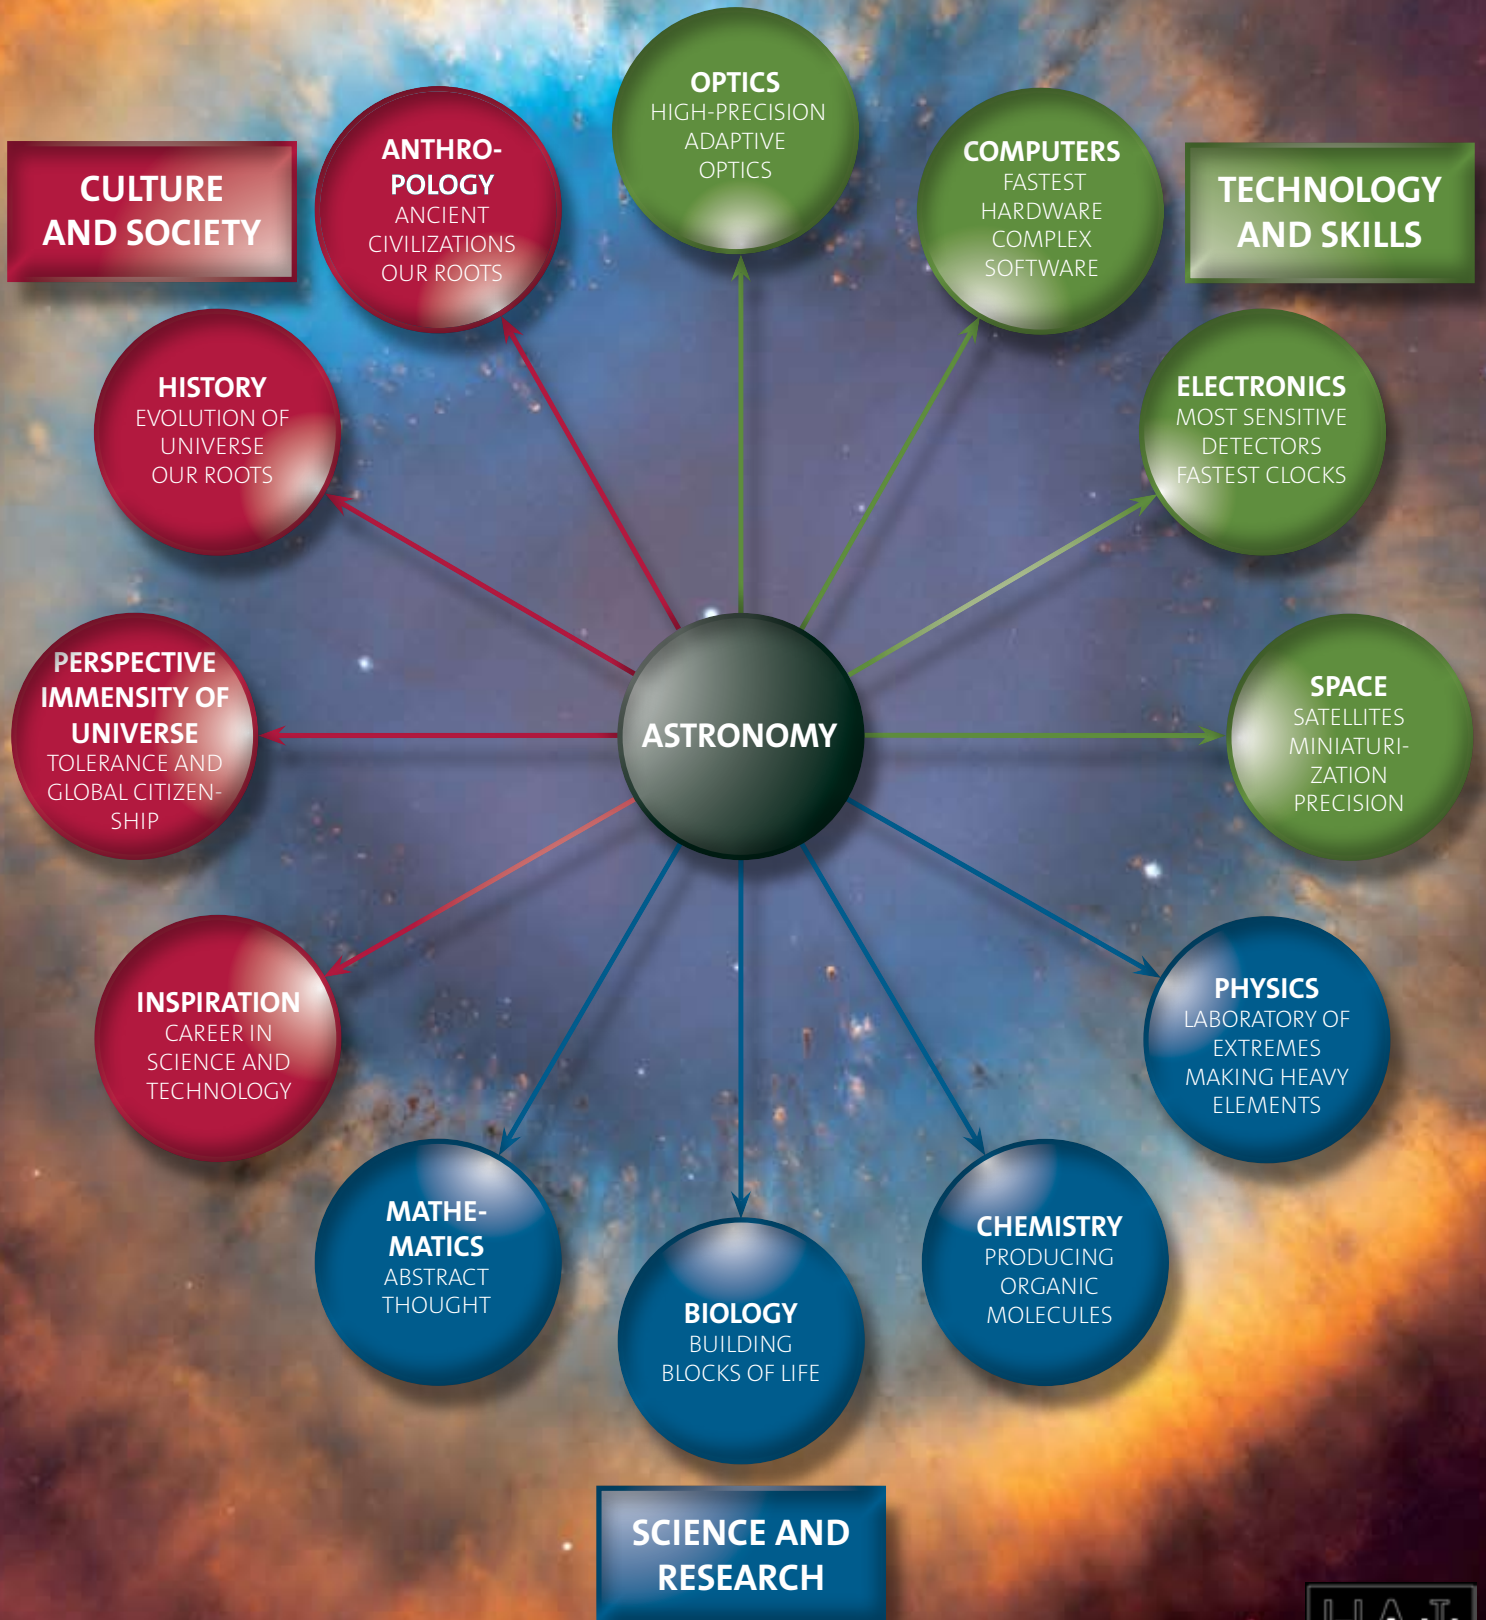 OPTICS
HIGH-PRECISION
ADAPTIVE
OPTICS
ANTHRO-
POLOGY
ANCIENT
CIVILIZATIONS
OUR ROOTS
COMPUTERS
FASTEST
HARDWARE
COMPLEX
SOFTWARE
CULTURE
AND SOCIETY
TECHNOLOGY
AND SKILLS
HISTORY
EVOLUTION OF
UNIVERSE
OUR ROOTS
ELECTRONICS
MOST SENSITIVE
DETECTORS
FASTEST CLOCKS
PERSPECTIVE
IMMENSITY OF
UNIVERSE
TOLERANCE AND
GLOBAL CITIZEN-
SHIP
ASTRONOMY
SPACE
SATELLITES
MINIATURI-
ZATION
PRECISION
INSPIRATION
CAREER IN
SCIENCE AND
TECHNOLOGY
PHYSICS
LABORATORY OF
EXTREMES
MAKING HEAVY
ELEMENTS
MATHE-
MATICS
ABSTRACT
THOUGHT
BIOLOGY
BUILDING
BLOCKS OF LIFE
CHEMISTRY
PRODUCING
ORGANIC
MOLECULES
SCIENCE AND
RESEARCH